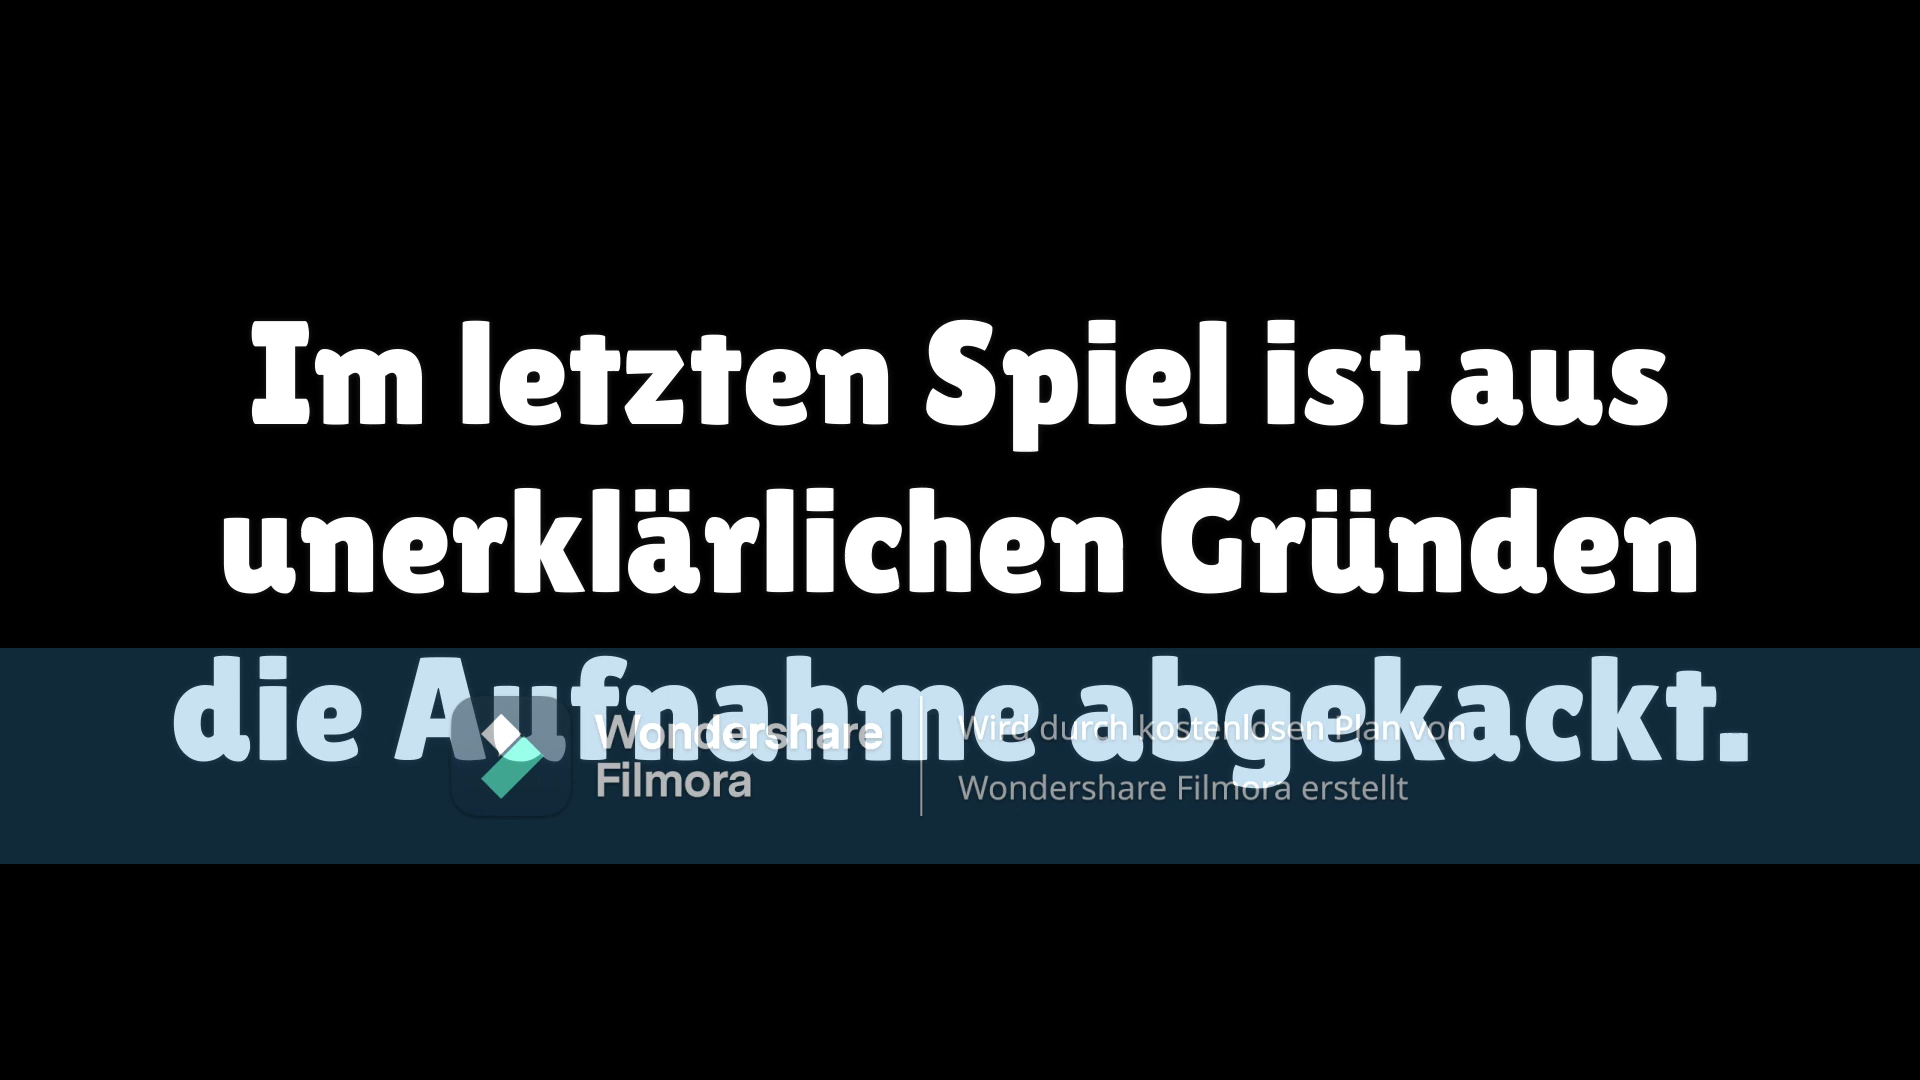 Im letzten Spiel ist aus
unerklärlichen Gründen
die Aufnahme abgekackt.
Wondershare
Filmora
Wird durch kostenlosen Plan von
Wondershare Filmora erstellt